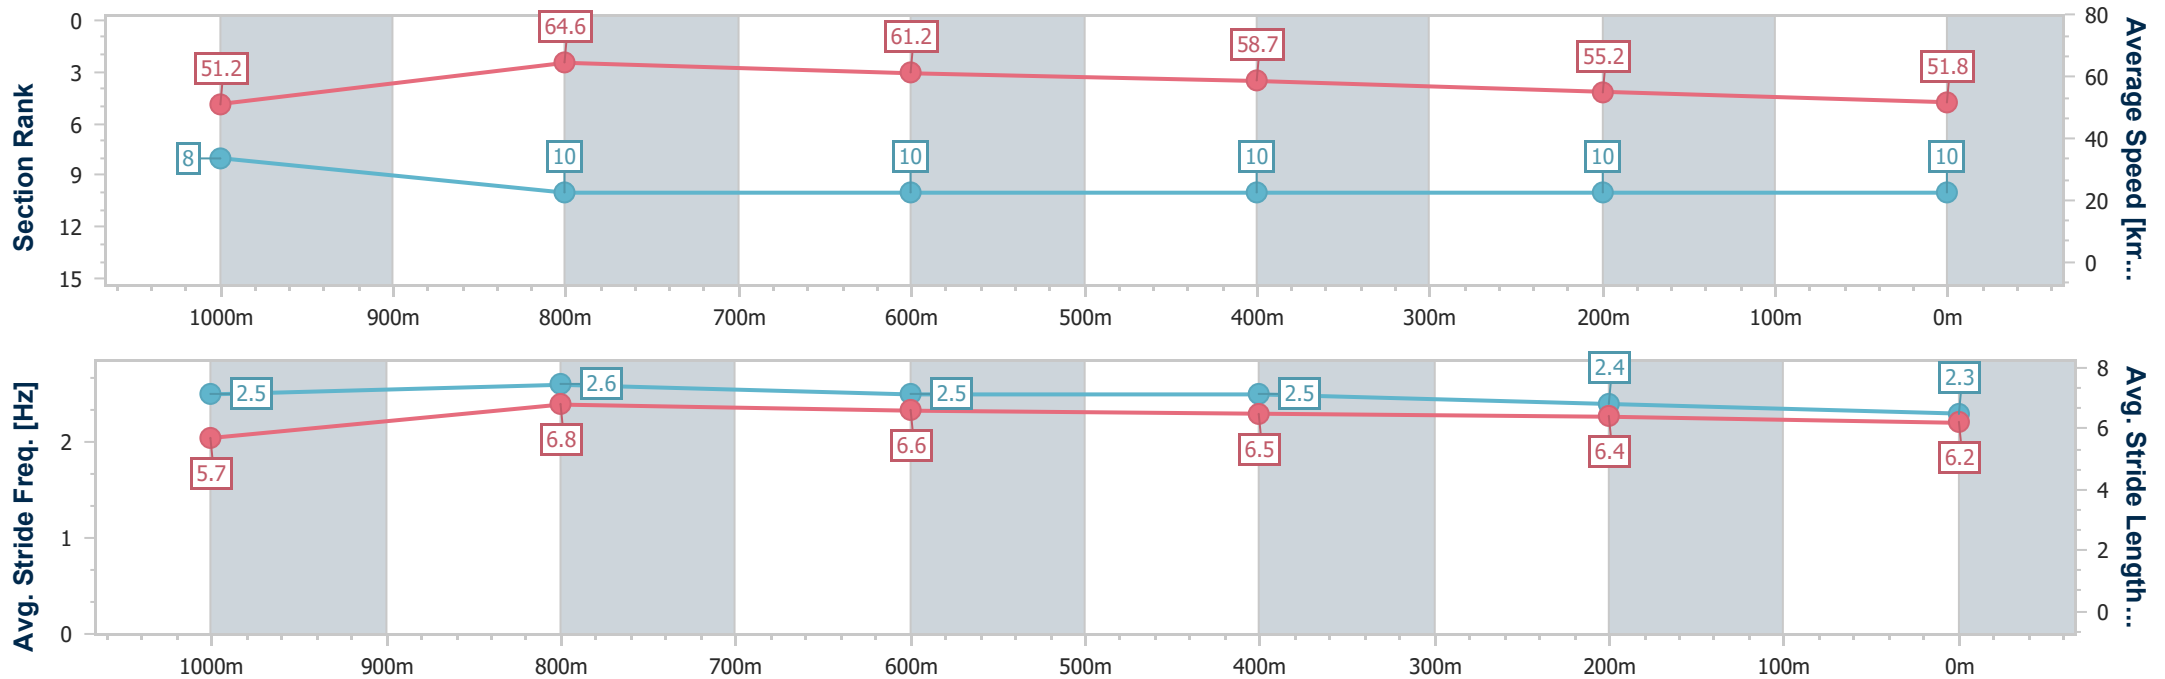 Section Rank
0
3
6
9
12
15
51.2
64.6
61.2
58.7
55.2
51.8
8
10
10
10
10
10
80
60
40
20
0
Average Speed [km...
1000m
900m
800m
700m
600m
500m
400m
300m
200m
100m
0m
Avg. Stride Freq. [Hz]
2
1
0
2.5
2.6
2.5
2.5
2.4
2.3
5.7
6.8
6.6
6.5
6.4
6.2
8
6
4
2
0
Avg. Stride Length...
1000m
900m
800m
700m
600m
500m
400m
300m
200m
100m
0m